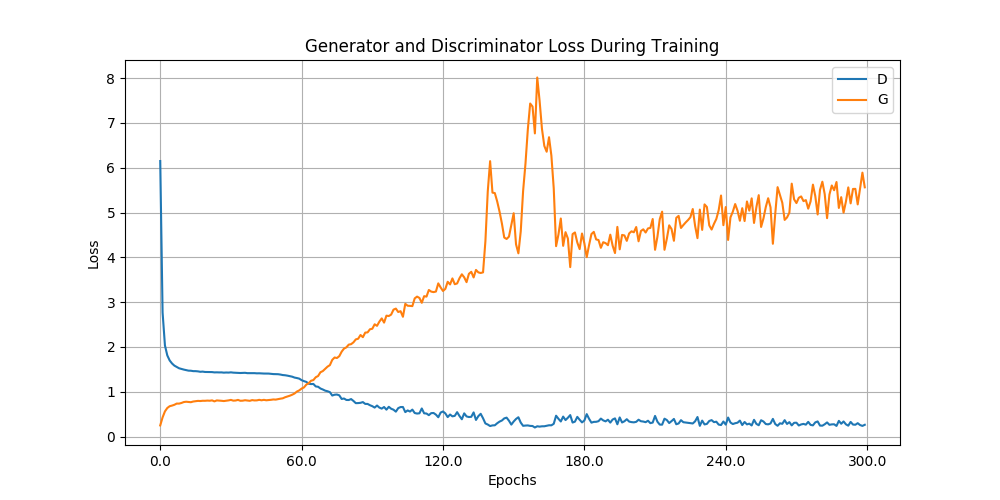 Generator and Discriminator Loss During Training
D
G
8
7
6
5
4
3
2
1
0
Loss
0.0 60.0 120.0 180.0 240.0 300.0
Epochs